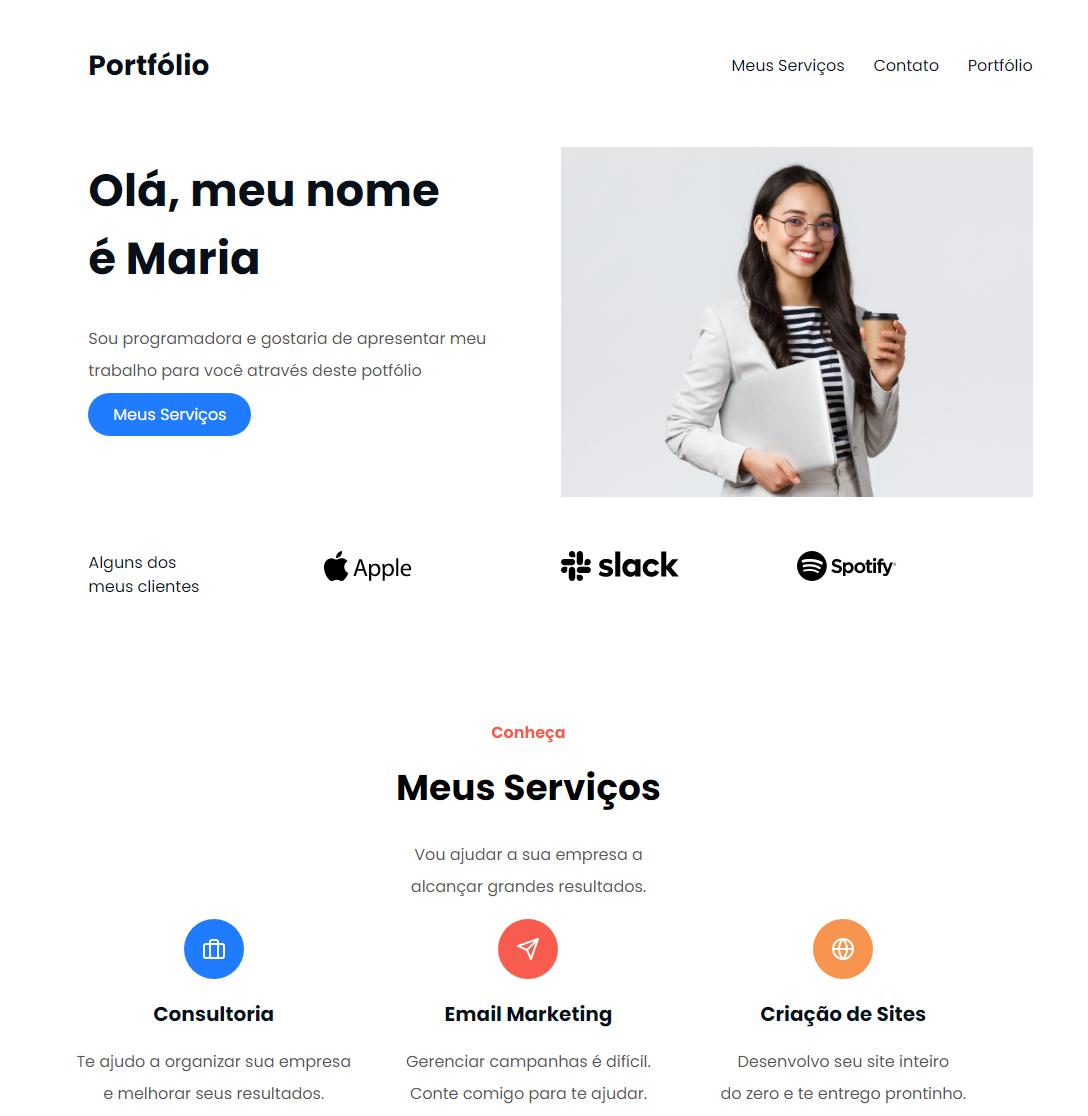 Portfólio
Meus Serviços Contato Portfólio
Olá, meu nome
é Maria
Sou programadora e gostaria de apresentar meu
trabalho para você através deste potfólio
Meus Serviços
Alguns dos
meus clientes
Apple
slack
Spotify
Conheça
Meus Serviços
Vou ajudar a sua empresa a
alcançar grandes resultados.
Consultoria
Te ajudo a organizar sua empresa
e melhorar seus resultados.
Email Marketing
Gerenciar campanhas é difícil.
Conte comigo para te ajudar.
Criação de Sites
Desenvolvo seu site inteiro
do zero e te entrego prontinho.